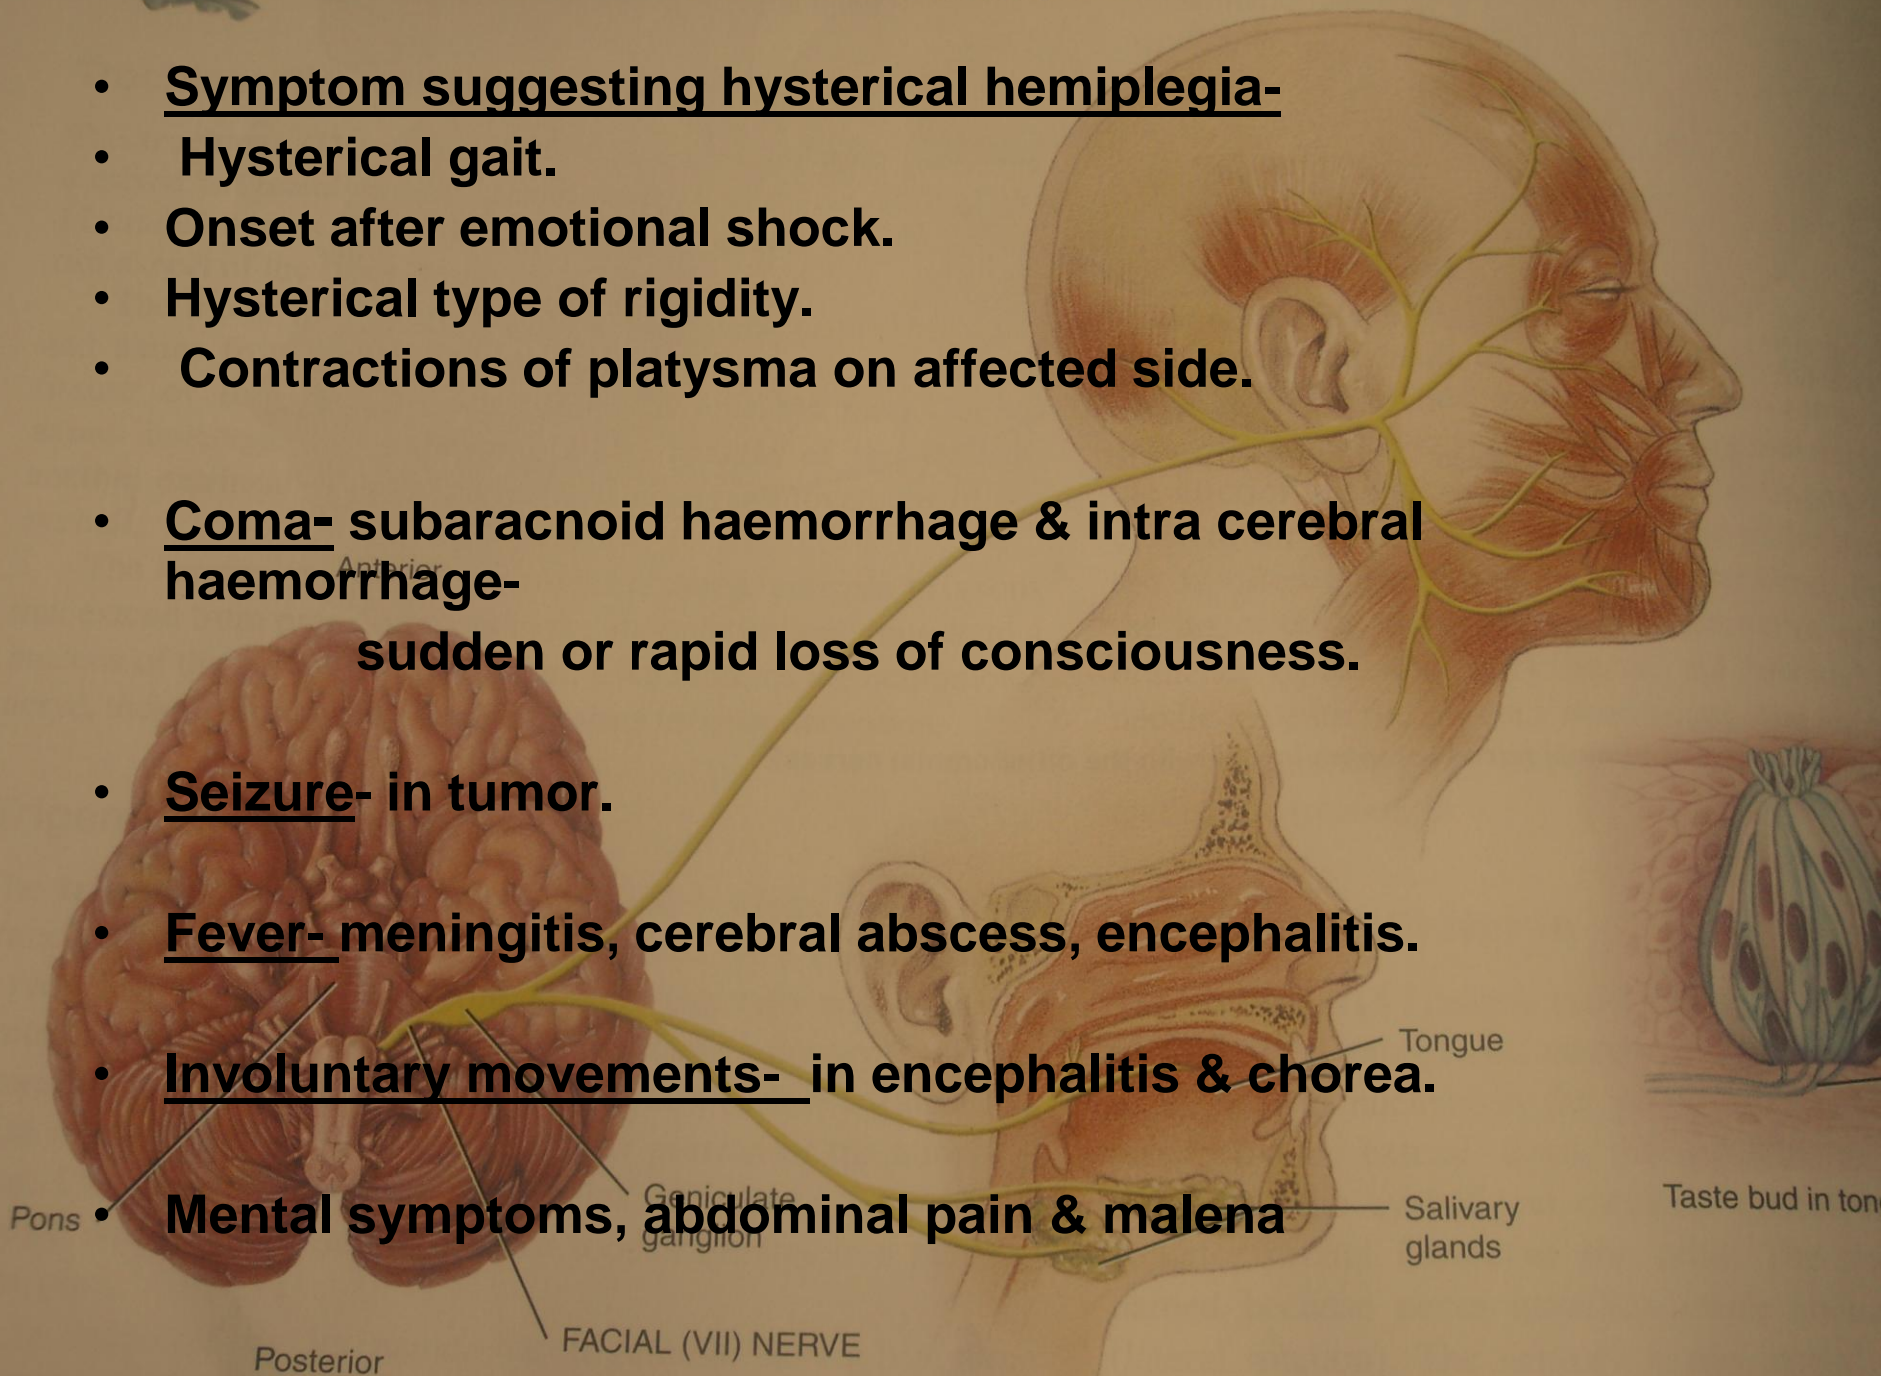 • Symptom suggesting hysterical hemiplegia-
• Hysterical gait.
• Onset after emotional shock.
• Hysterical type of rigidity.
• Contractions of platysma on affected side.
• Coma- subaracnoid haemorrhage & intra cerebral
haemorrhage-
sudden or rapid loss of consciousness.
• Seizure- in tumor.
• Fever- meningitis, cerebral abscess, encephalitis.
• Involuntary movements- in encephalitis & chorea.
• Mental symptoms, abdominal pain & malena
Anterior
Tongue
Pons
Geniculate
ganglion
Salivary
glands
Taste bud in
FACIAL (VII) NERVE
Posterior